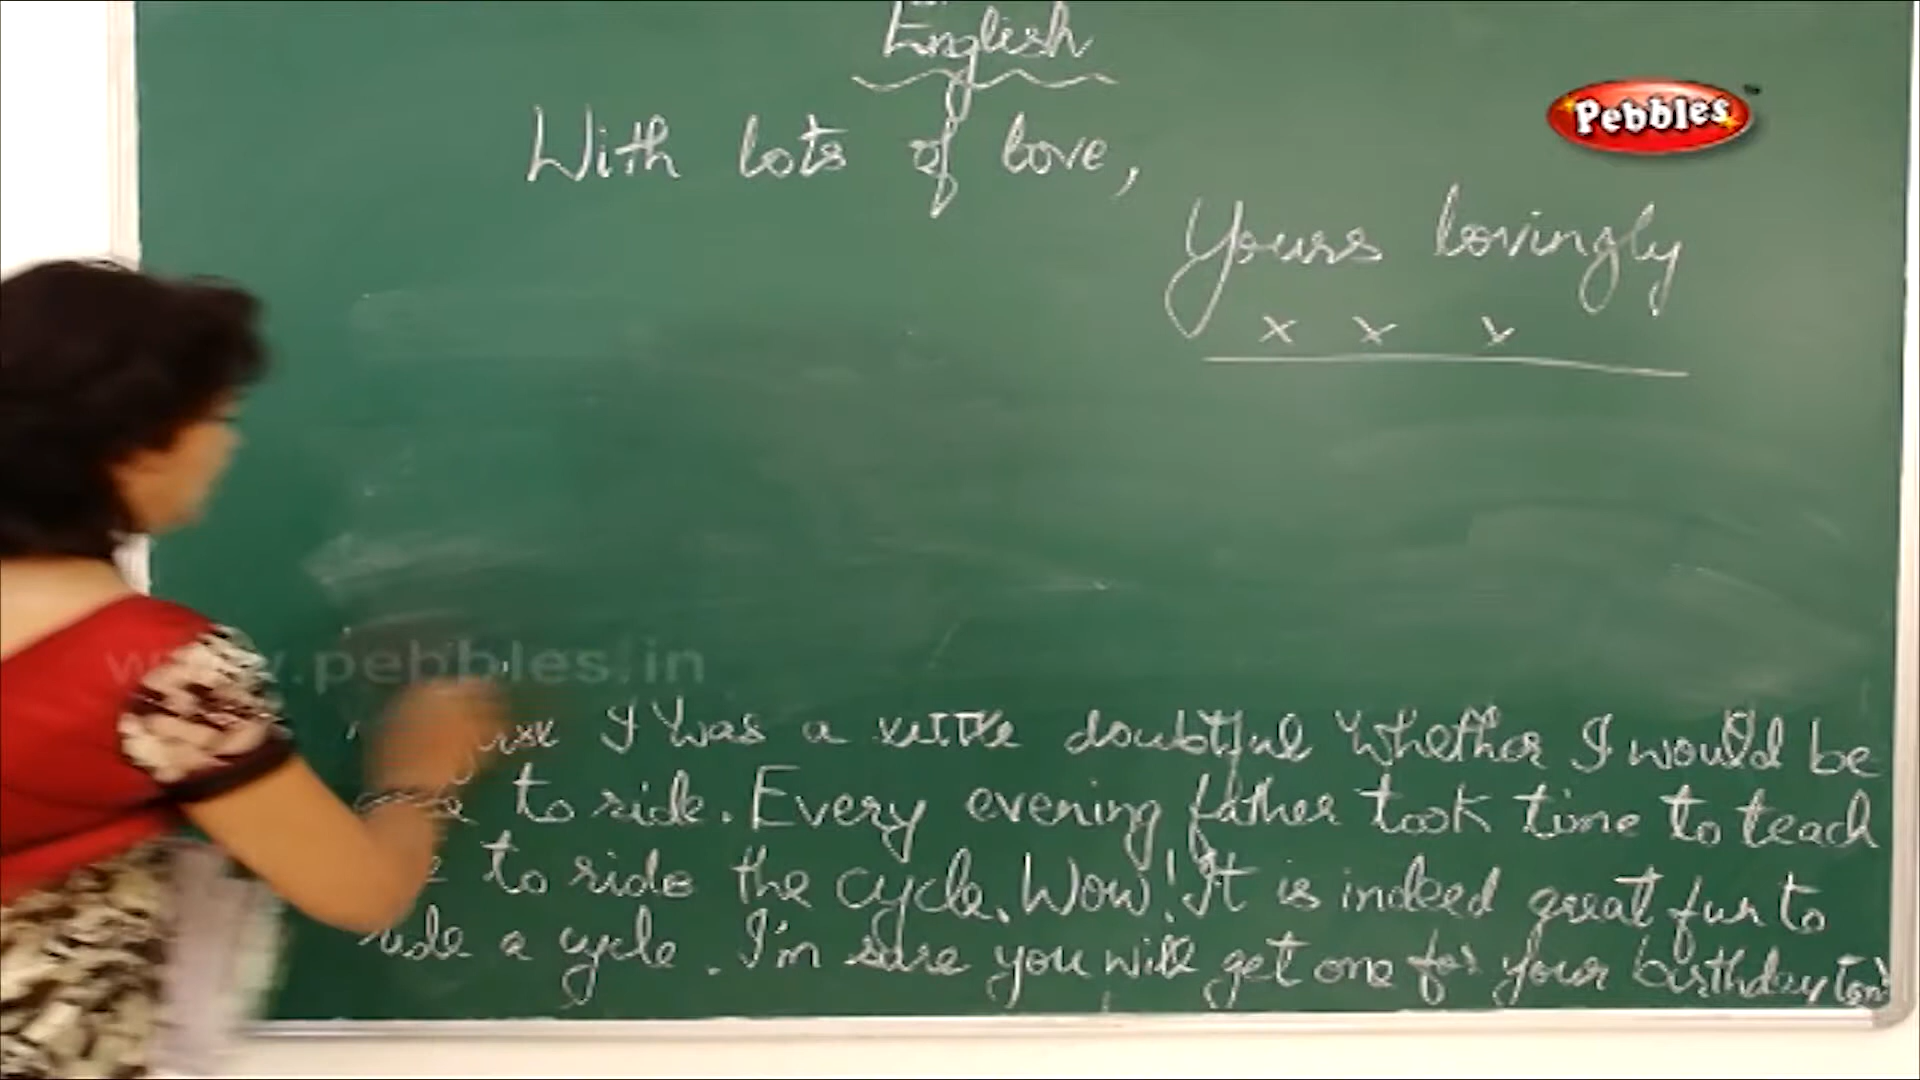 English
With lots of love,
Pebbles
Yours lovingly
x x x
www.pebbles.in
I was a little doubtful whether I would be
to ride. Every evening father took time to teach
to ride the cycle. Wow! It is indeed great fun to
ride a cycle. I'm sure you will get one for your birthday too